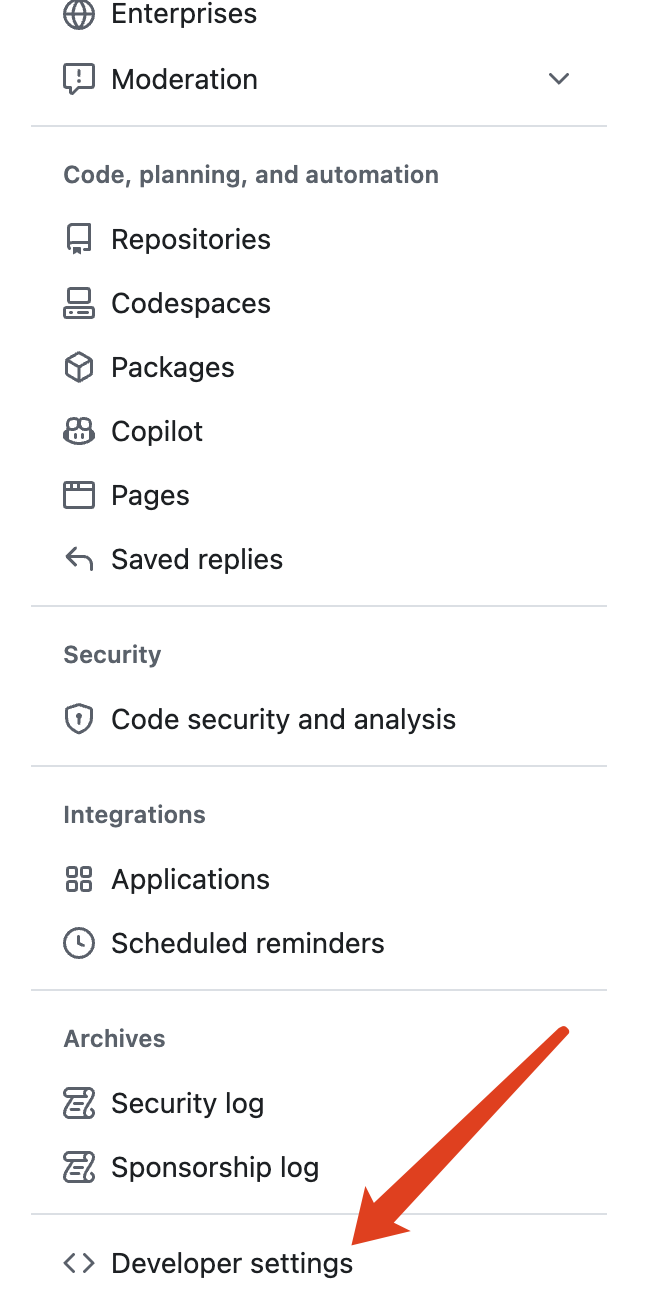 Enterprises
Moderation
Code, planning, and automation
Repositories
Codespaces
Packages
Copilot
Pages
Saved replies
Security
Code security and analysis
Integrations
Applications
Scheduled reminders
Archives
Security log
Sponsorship log
Developer settings